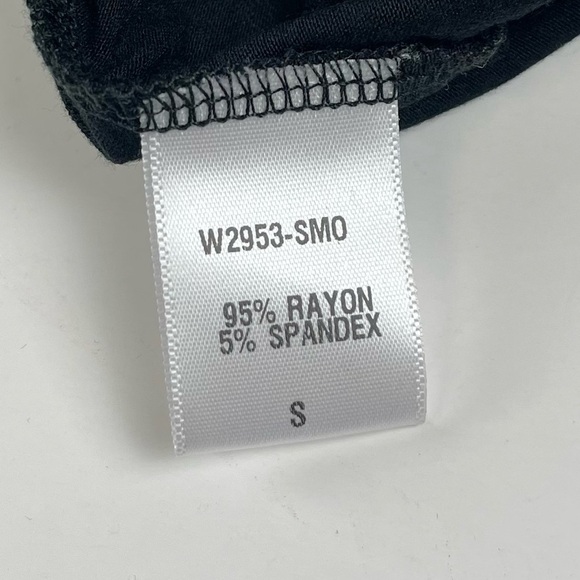 W2953-SMO
95% RAYON
5% SPANDEX
S